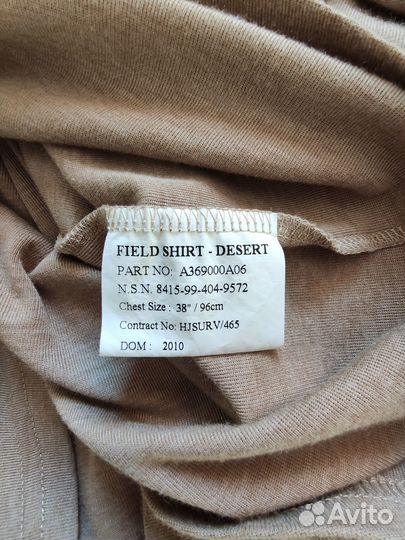 FIELD SHIRT - DESERT
PART NO: A369000A06
N.S.N. 8415-99-404-9572
Chest Size : 38" / 96cm
Contract No: HJSURV/465
DOM : 2010
Avito